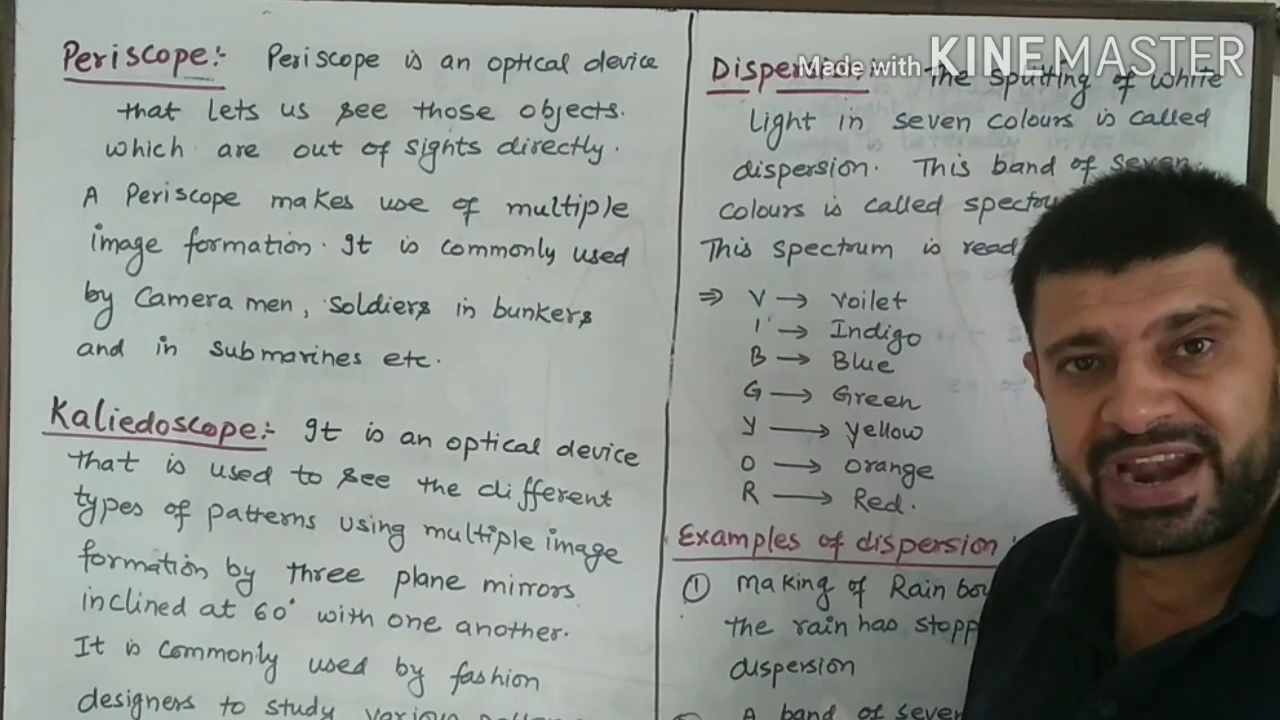 Periscope:- Periscope is an optical device
that lets us see those objects.
which are out of sights directly.
A Periscope makes use of multiple
image formation. It is commonly used
by Camera men, Soldiers in bunkers
and in submarines etc.
Kaliedoscope:- It is an optical device
that is used to see the different
types of patterns using multiple image
formation by three plane mirrors
inclined at 60° with one another.
It is commonly used by fashion
designers to study various
Made with KINEMASTER
The splitting of white
light in seven colours is called
dispersion. This band of seven
colours is called
This spectrum is read
⇒ V → Voilet
I → Indigo
B → Blue
G → Green
Y → Yellow
O → Orange
R → Red.
Examples of dispersion
① Making of Rain
the rain has
dispersion
A band of seven